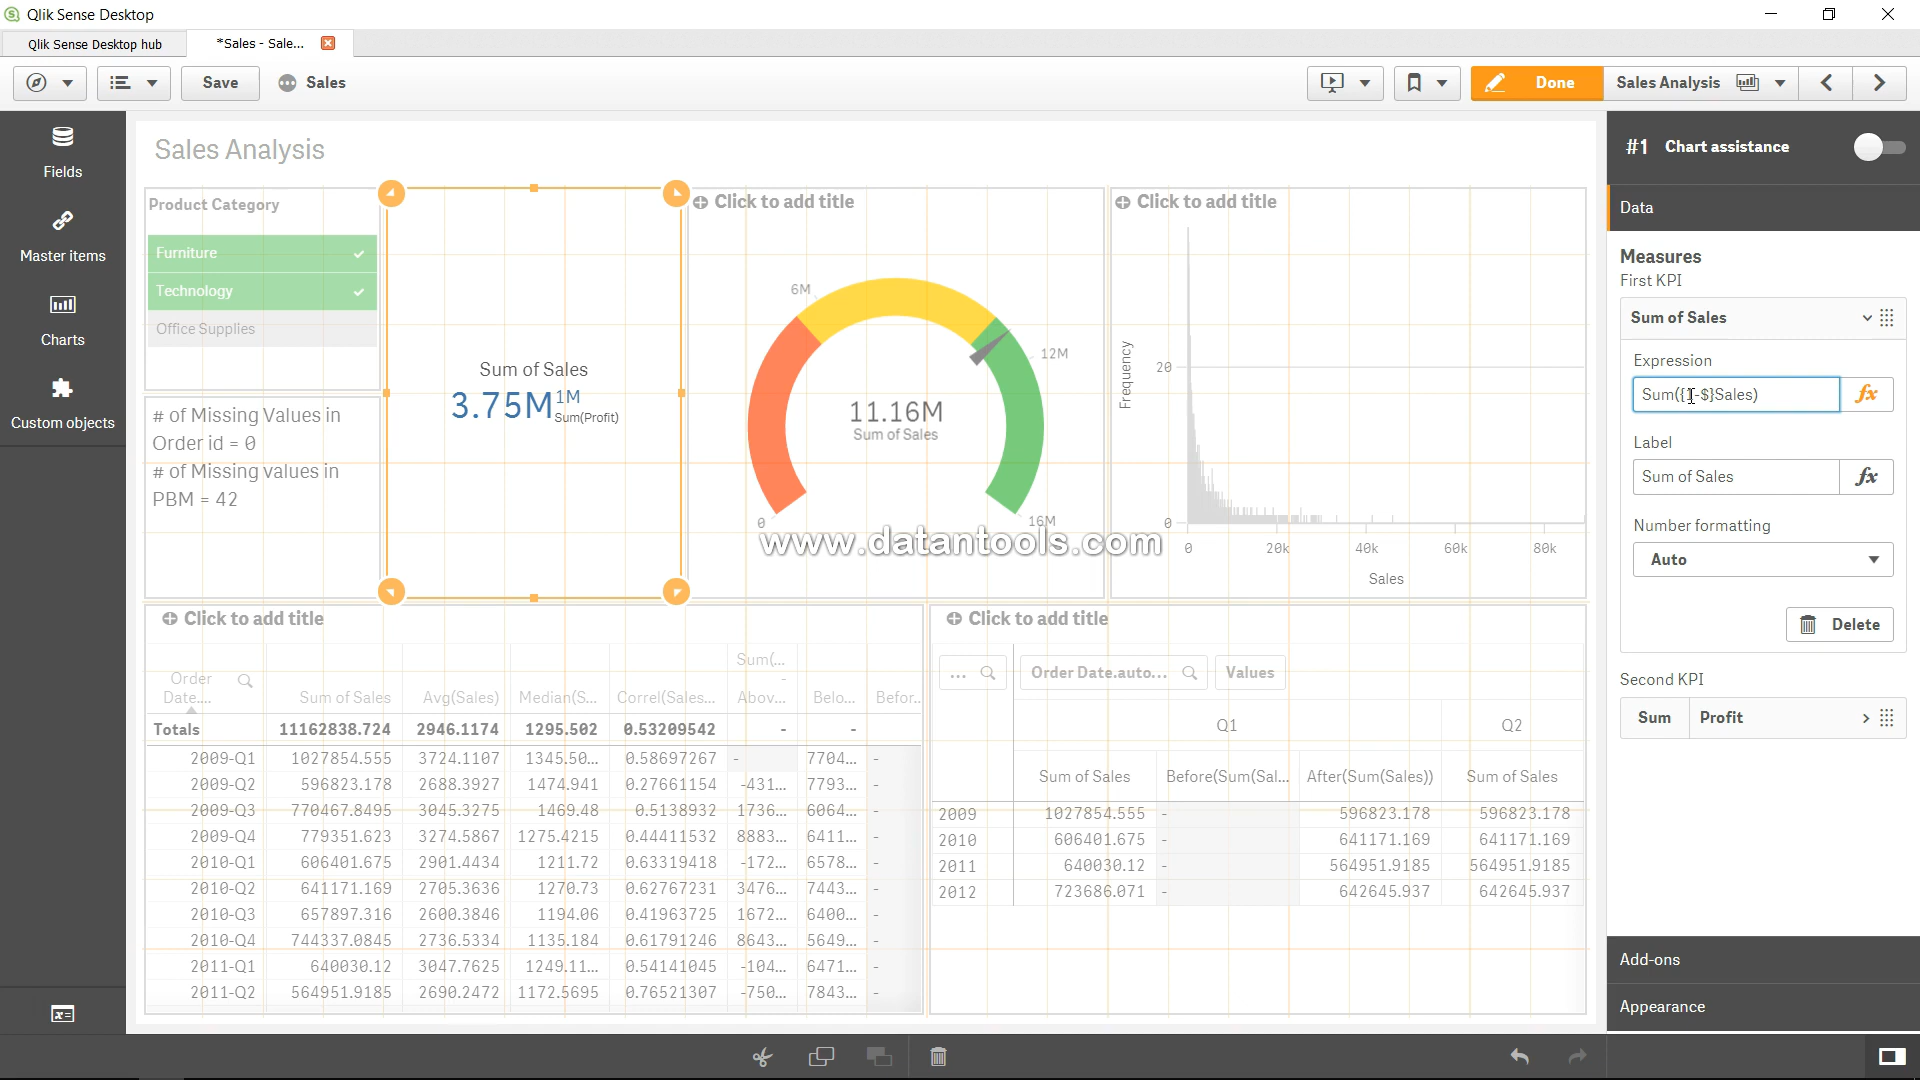 Qlik Sense Desktop
Qlik Sense Desktop hub
*Sales - Sale...
Save
Sales
Done
Sales Analysis
Fields
Master items
Charts
Custom objects
Sales Analysis
Product Category
Furniture
Technology
Office Supplies
# of Missing Values in
Order id = 0
# of Missing values in
PBM = 42
Sum of Sales
3.75M 1M
Sum(Profit)
Click to add title
6M
12M
11.16M
Sum of Sales
0
16M
Click to add title
Frequency
20
0
0 20k 40k 60k 80k
Sales
www.datantools.com
Click to add title
Order
Date....
Sum of Sales
Avg(Sales)
Median(S...
Correl(Sales...
Sum(...
-
Abov...
Belo...
Befor...
Totals 11162838.724 2946.1174 1295.502 0.53209542 - -
2009-Q1 1027854.555 3724.1107 1345.50... 0.58697267 - 7704... -
2009-Q2 596823.178 2688.3927 1474.941 0.27661154 -431... 7793... -
2009-Q3 770467.8495 3045.3275 1469.48 0.5138932 1736... 6064... -
2009-Q4 779351.623 3274.5867 1275.4215 0.44411532 8883... 6411... -
2010-Q1 606401.675 2901.4434 1211.72 0.63319418 -172... 6578... -
2010-Q2 641171.169 2705.3636 1270.73 0.62767231 3476... 7443... -
2010-Q3 657897.316 2600.3846 1194.06 0.41963725 1672... 6400... -
2010-Q4 744337.0845 2736.5334 1135.184 0.61791246 8643... 5649... -
2011-Q1 640030.12 3047.7625 1249.11... 0.54141045 -104... 6471... -
2011-Q2 564951.9185 2690.2472 1172.5695 0.76521307 -750... 7843... -
Click to add title
...
Order Date.auto...
Values
Q1 Q2
Sum of Sales Before(Sum(Sal... After(Sum(Sales)) Sum of Sales
2009 1027854.555 - 596823.178 596823.178
2010 606401.675 - 641171.169 641171.169
2011 640030.12 - 564951.9185 564951.9185
2012 723686.071 - 642645.937 642645.937
#1 Chart assistance
Data
Measures
First KPI
Sum of Sales
Expression
Sum({1-$}Sales)
fx
Label
Sum of Sales
fx
Number formatting
Auto
Delete
Second KPI
Sum Profit
Add-ons
Appearance